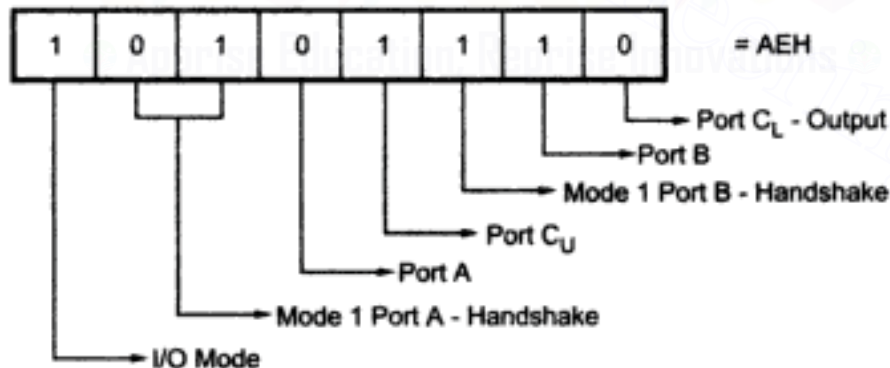 1 0 1 0 1 1 1 0 = AEH
Port C_L - Output
Port B
Mode 1 Port B - Handshake
Port C_U
Port A
Mode 1 Port A - Handshake
I/O Mode